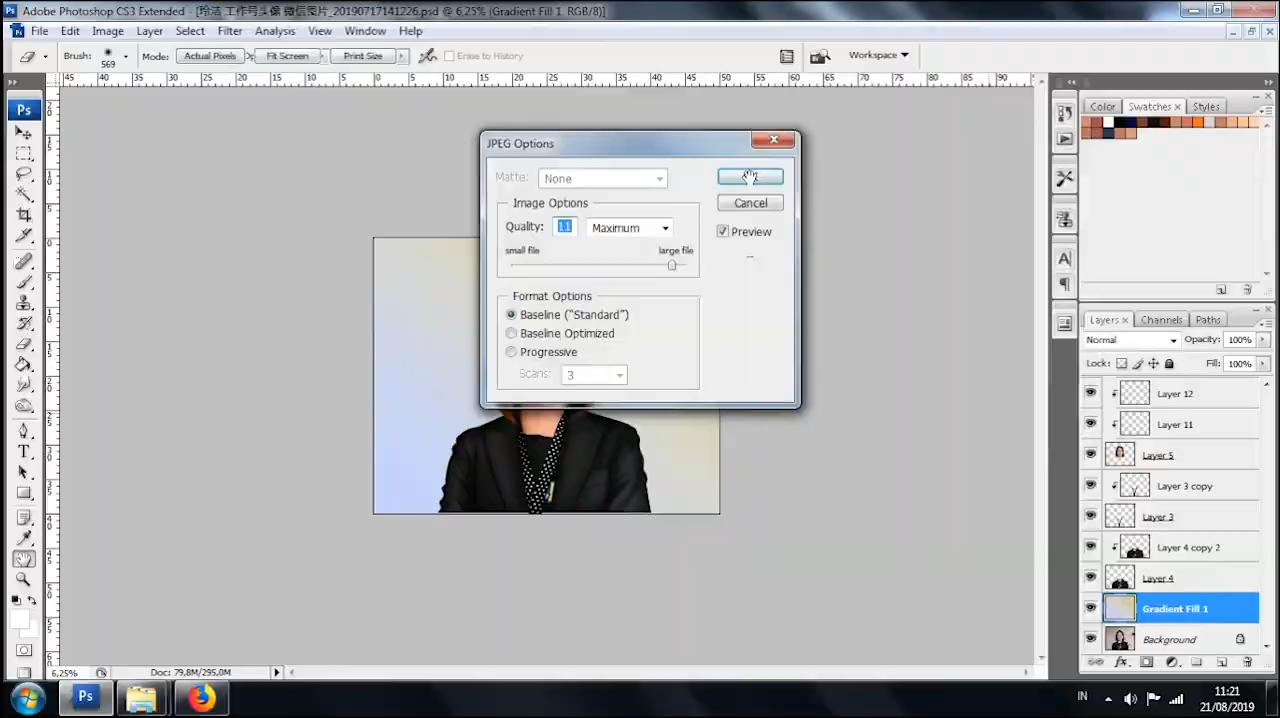 Adobe Photoshop CS3 Extended - [玲洁 工作号头像 微信图片_20190717141226.psd @ 6,25% (Gradient Fill 1, RGB/8)]
File Edit Image Layer Select Filter Analysis View Window Help
Brush: 569 Mode: Actual Pixels Fit Screen Print Size Erase to History Workspace
45 40 35 30 25 20 15 10 5 0 5 10 15 20 25 30 35 40 45 50 55 60 65 70 75 80 85 90
Ps
JPEG Options
Matte: None
Cancel
Preview
Image Options
Quality: 11 Maximum
small file large file
Format Options
Baseline ("Standard")
Baseline Optimized
Progressive
Scans: 3
Color Swatches × Styles
Layers × Channels Paths
Normal Opacity: 100%
Lock: Fill: 100%
Layer 12
Layer 11
Layer 5
Layer 3 copy
Layer 3
Layer 4 copy 2
Layer 4
Gradient Fill 1
Background
6,25% Doc: 79,8M/295,0M
Ps IN 11:21
21/08/2019